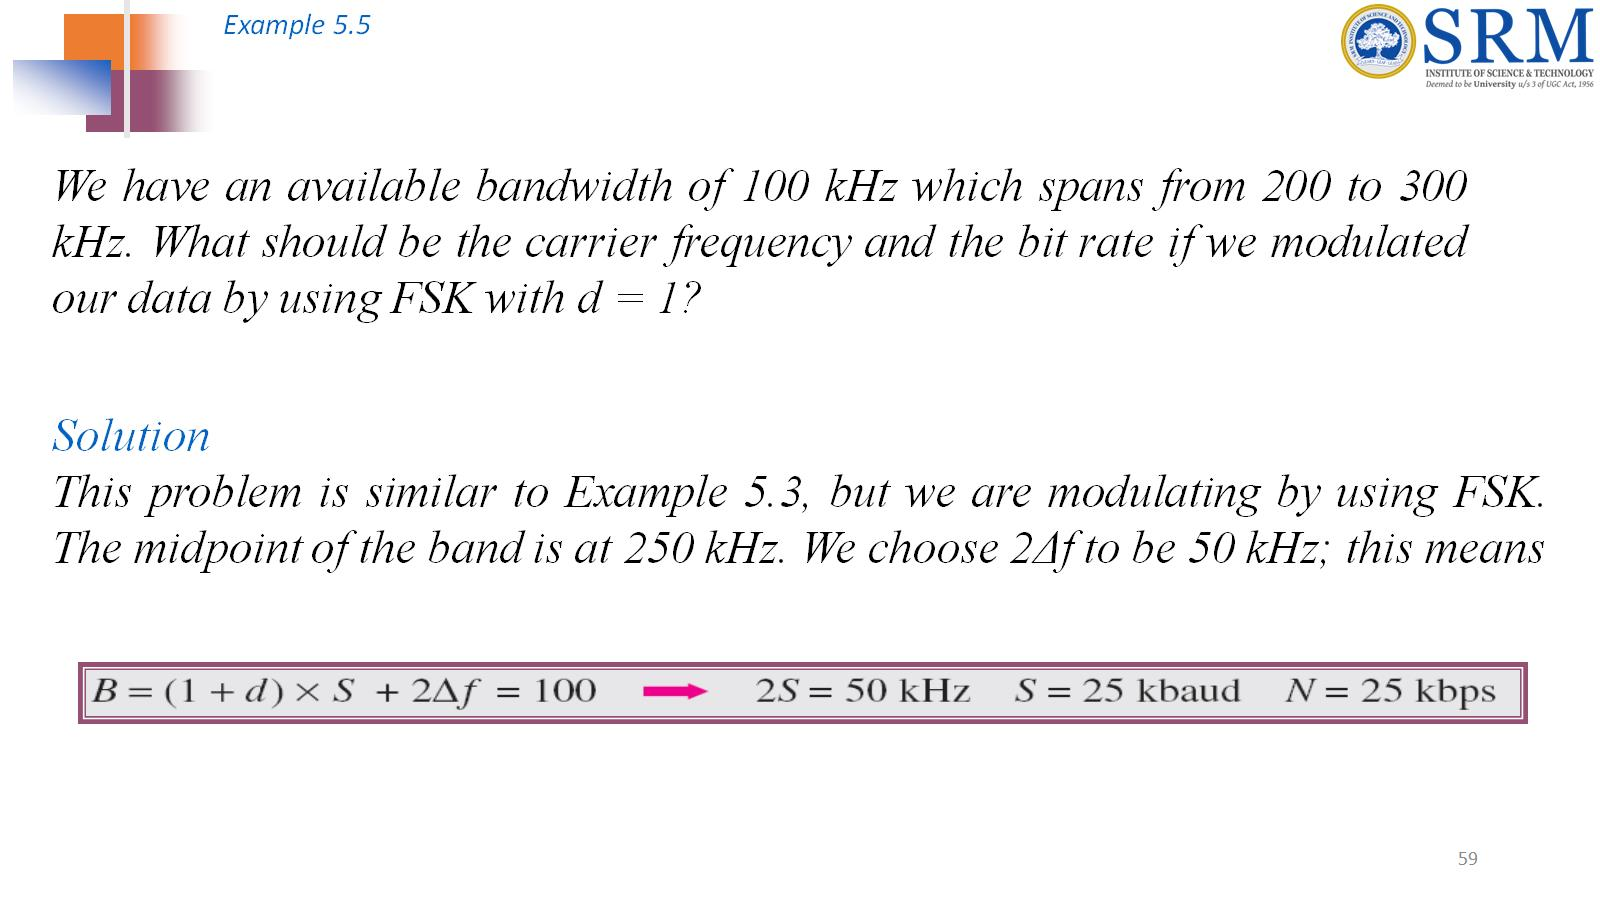 Example 5.5
SRM
INSTITUTE OF SCIENCE & TECHNOLOGY
Deemed to be University u/s 3 of UGC Act, 1956
We have an available bandwidth of 100 kHz which spans from 200 to 300
kHz. What should be the carrier frequency and the bit rate if we modulated
our data by using FSK with d = 1?
Solution
This problem is similar to Example 5.3, but we are modulating by using FSK.
The midpoint of the band is at 250 kHz. We choose 2Δf to be 50 kHz; this means
B = (1 + d) × S + 2Δf = 100 → 2S = 50 kHz S = 25 kbaud N = 25 kbps
59